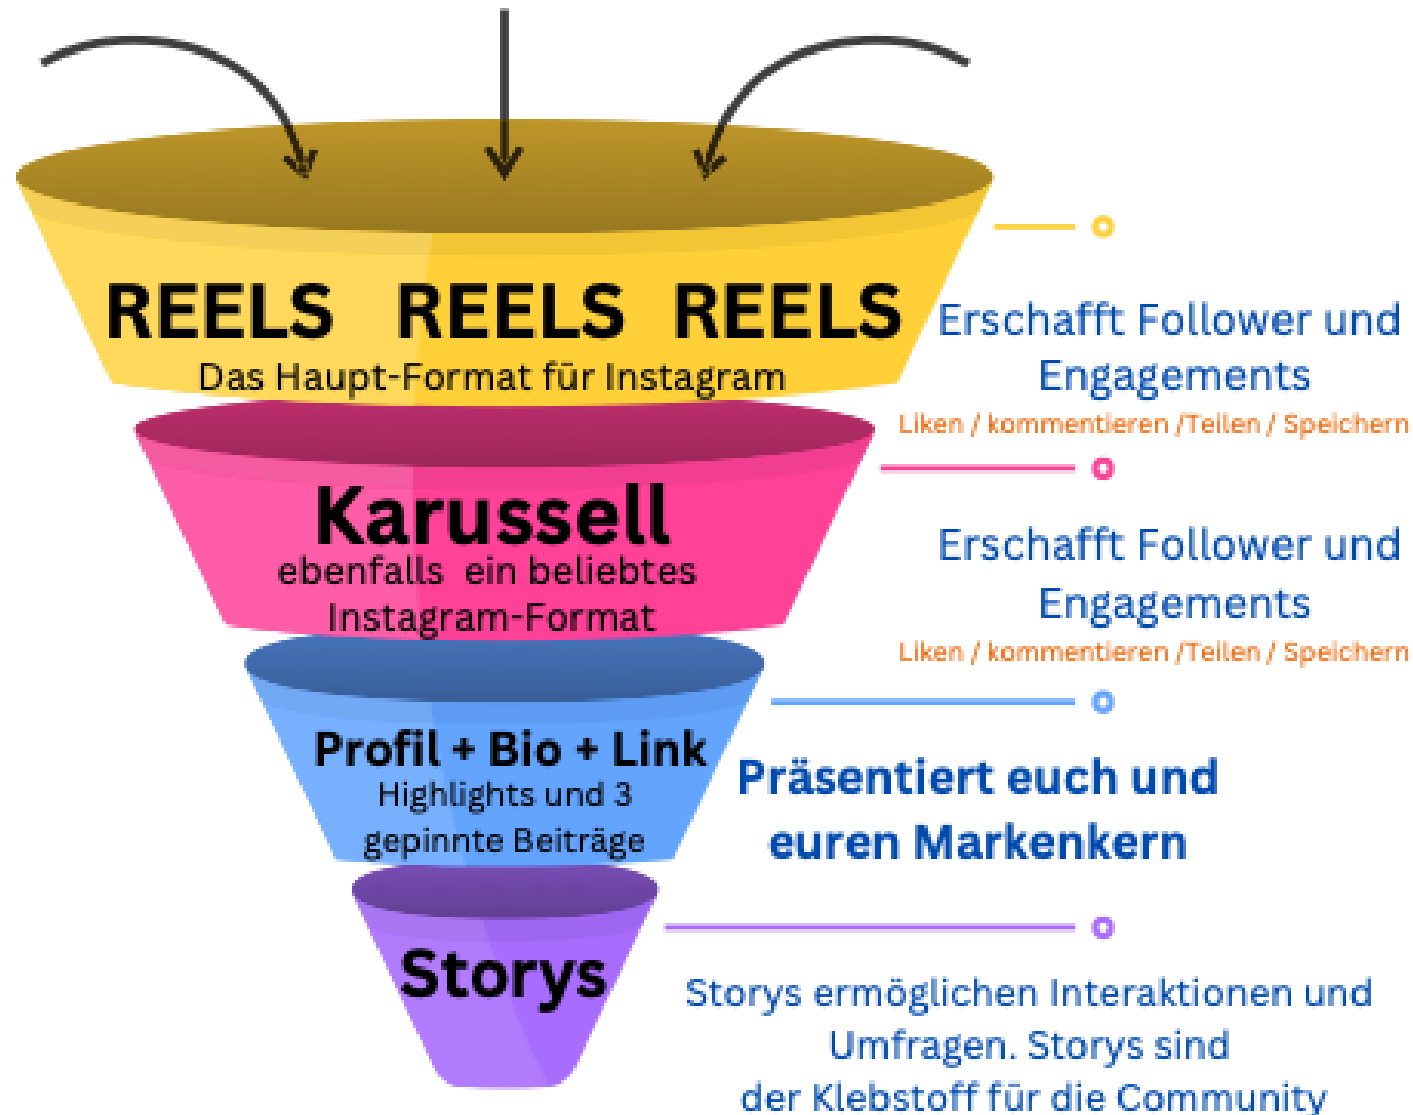 REELS REELS REELS
Das Haupt-Format für Instagram
Erschafft Follower und
Engagements
Liken / kommentieren /Teilen / Speichern
Karussell
ebenfalls ein beliebtes
Instagram-Format
Erschafft Follower und
Engagements
Liken / kommentieren /Teilen / Speichern
Profil + Bio + Link
Highlights und 3
gepinnte Beiträge
Präsentiert euch und
euren Markenkern
Storys
Storys ermöglichen Interaktionen und
Umfragen. Storys sind
der Klebstoff für die Community